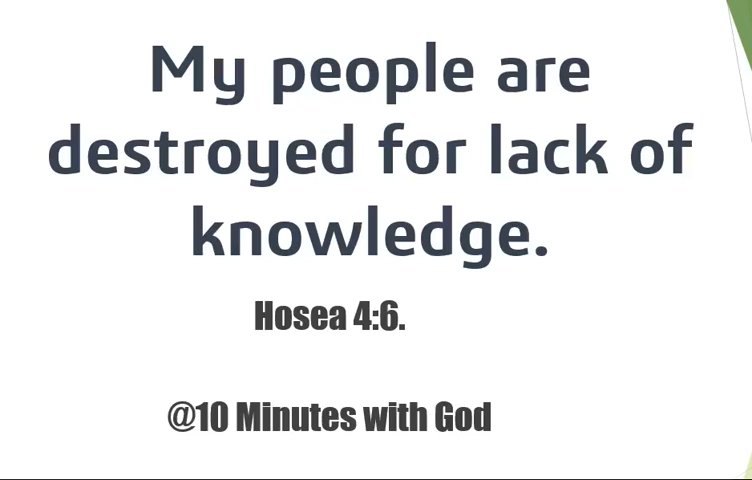 My people are
destroyed for lack of
knowledge.
Hosea 4:6.
@10 Minutes with God